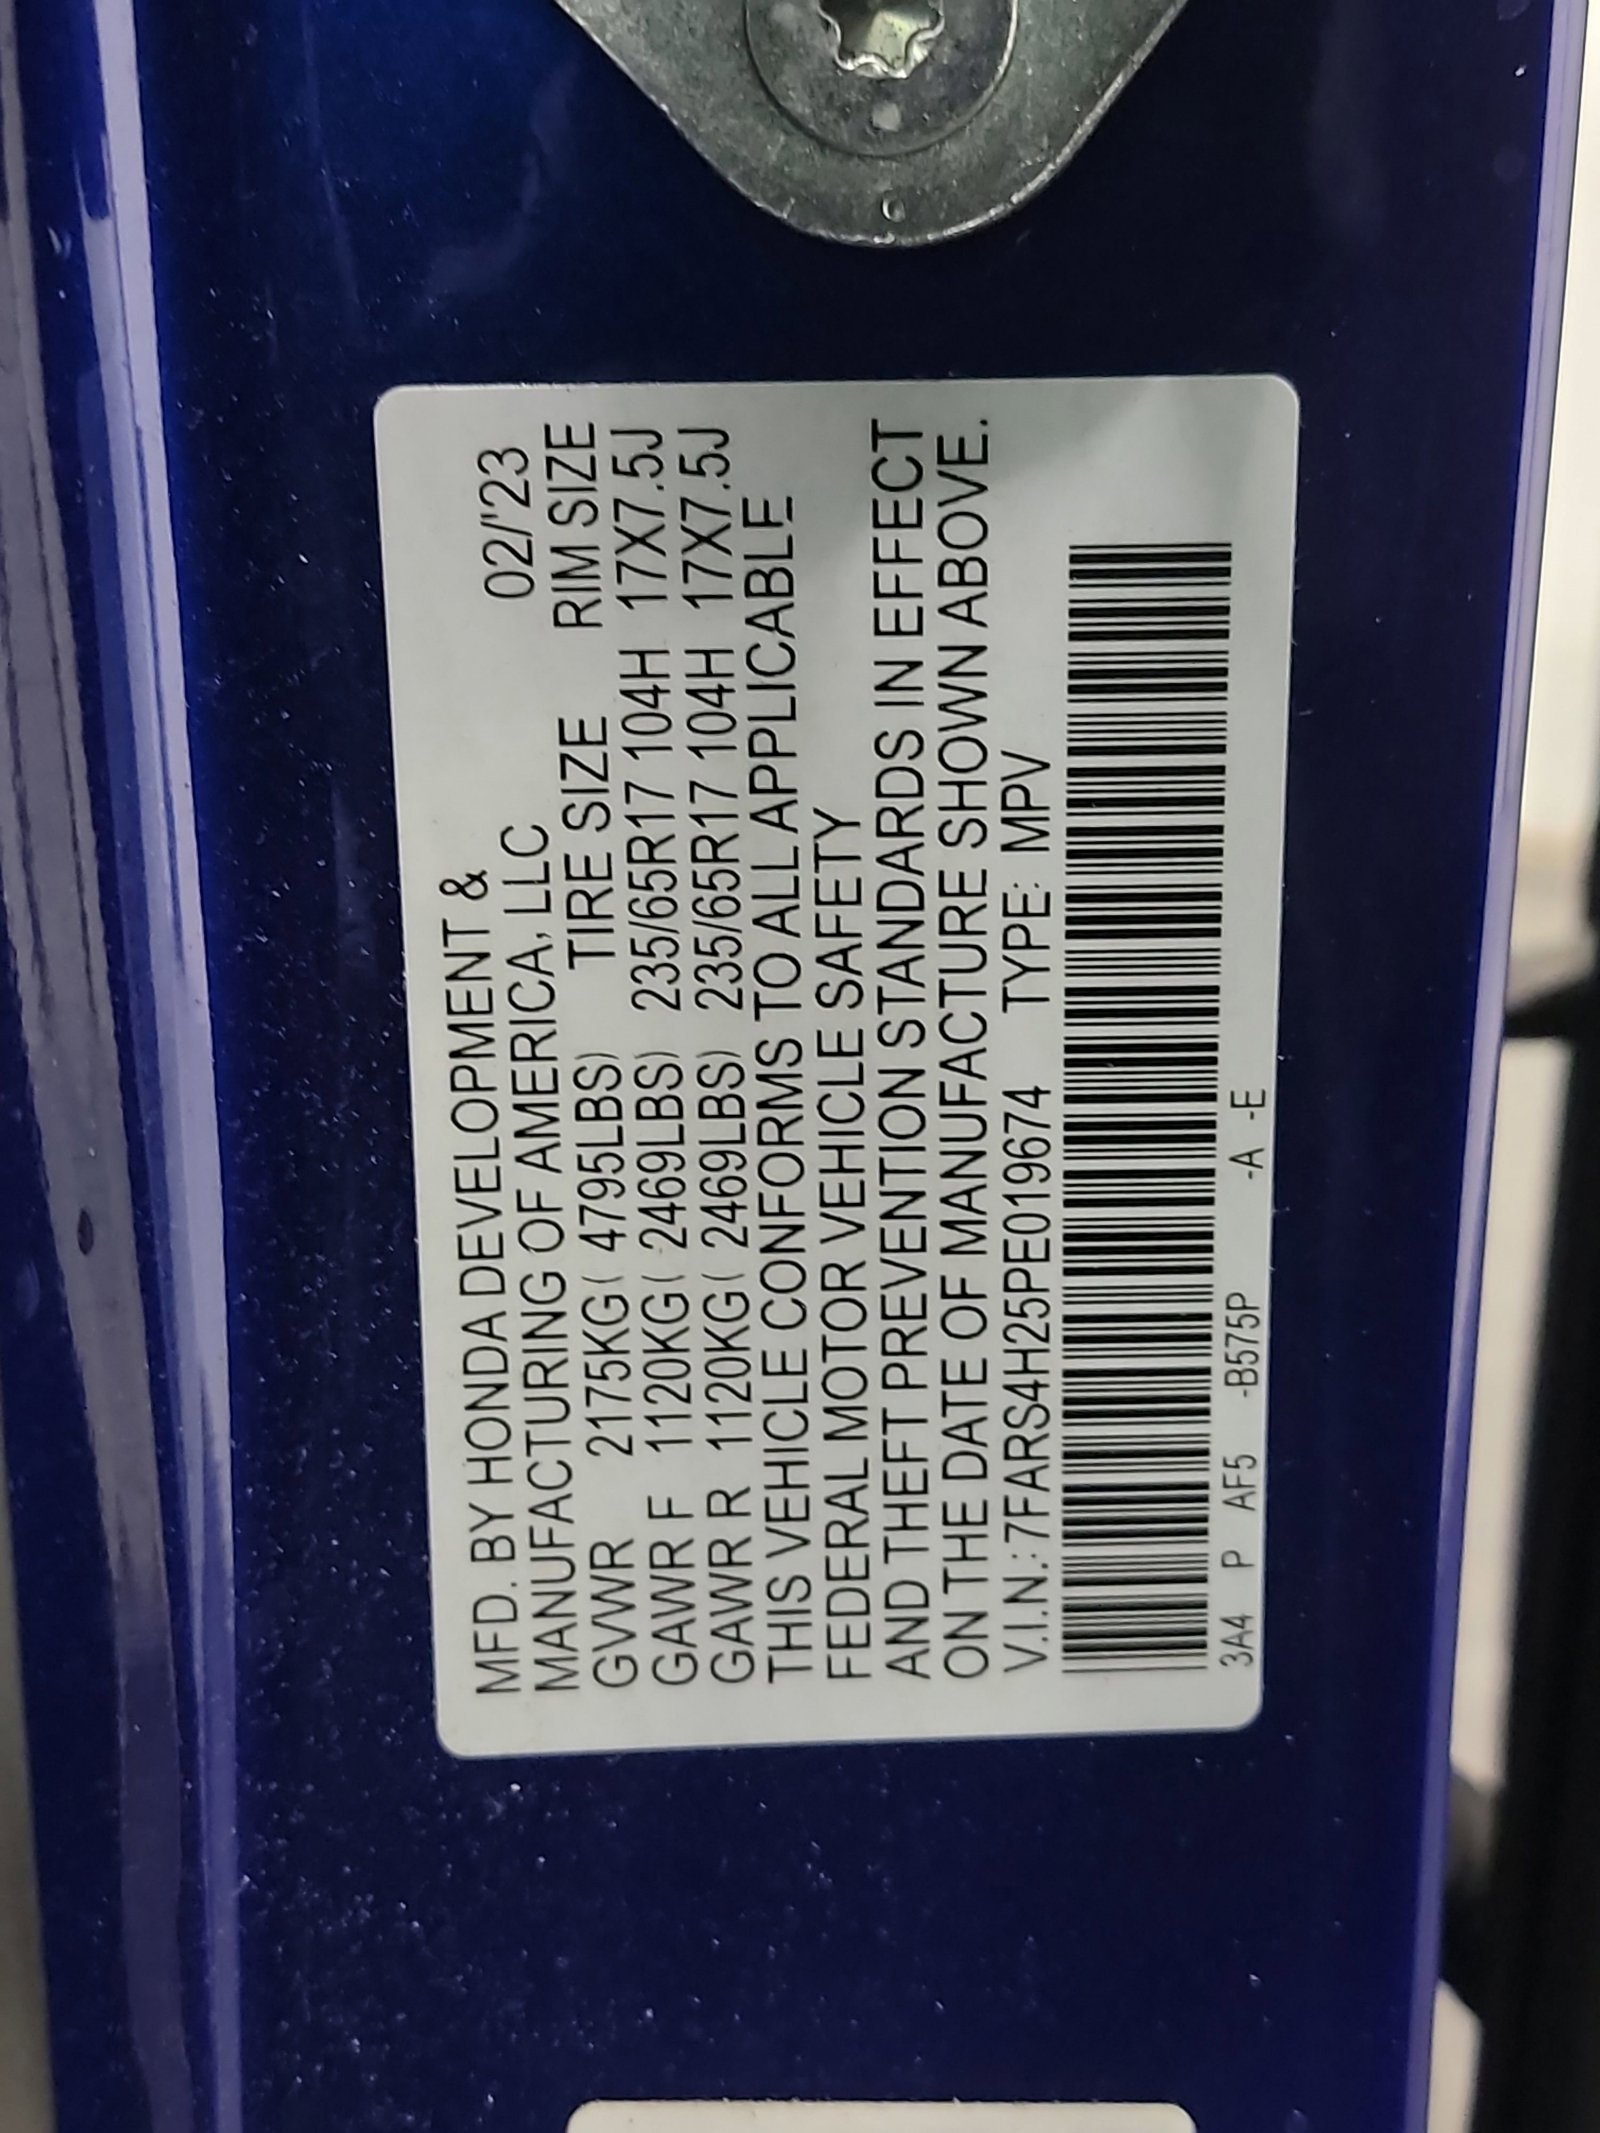 MFD. BY HONDA DEVELOPMENT & 02/'23
MANUFACTURING OF AMERICA, LLC
TIRE SIZE RIM SIZE
GVWR 2175KG( 4795LBS)
GAWR F 1120KG( 2469LBS) 235/65R17 104H 17X7.5J
GAWR R 1120KG( 2469LBS) 235/65R17 104H 17X7.5J
THIS VEHICLE CONFORMS TO ALL APPLICABLE
FEDERAL MOTOR VEHICLE SAFETY
AND THEFT PREVENTION STANDARDS IN EFFECT
ON THE DATE OF MANUFACTURE SHOWN ABOVE.
V.I.N.: 7FARS4H25PE019674 TYPE: MPV
3A4 P AF5 -B575P -A -E